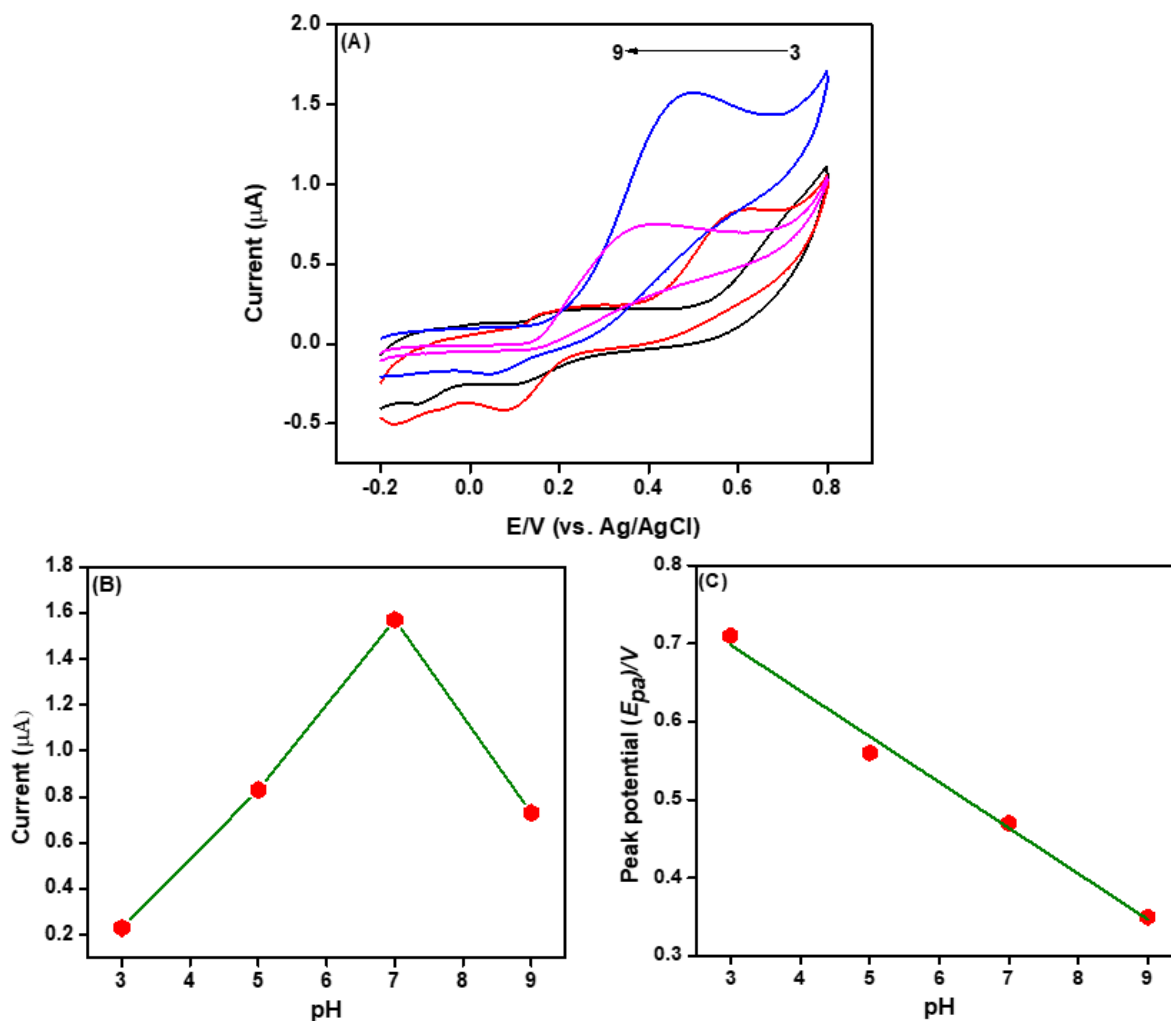 (A)
9 3
2.0
1.5
1.0
0.5
0.0
-0.5
Current (μA)
-0.2 0.0 0.2 0.4 0.6 0.8
E/V (vs. Ag/AgCl)
(B)
1.8
1.6
1.4
1.2
1.0
0.8
0.6
0.4
0.2
Current (μA)
3 4 5 6 7 8 9
pH
(C)
0.8
0.7
0.6
0.5
0.4
0.3
Peak potential (Epa)/V
3 4 5 6 7 8 9
pH